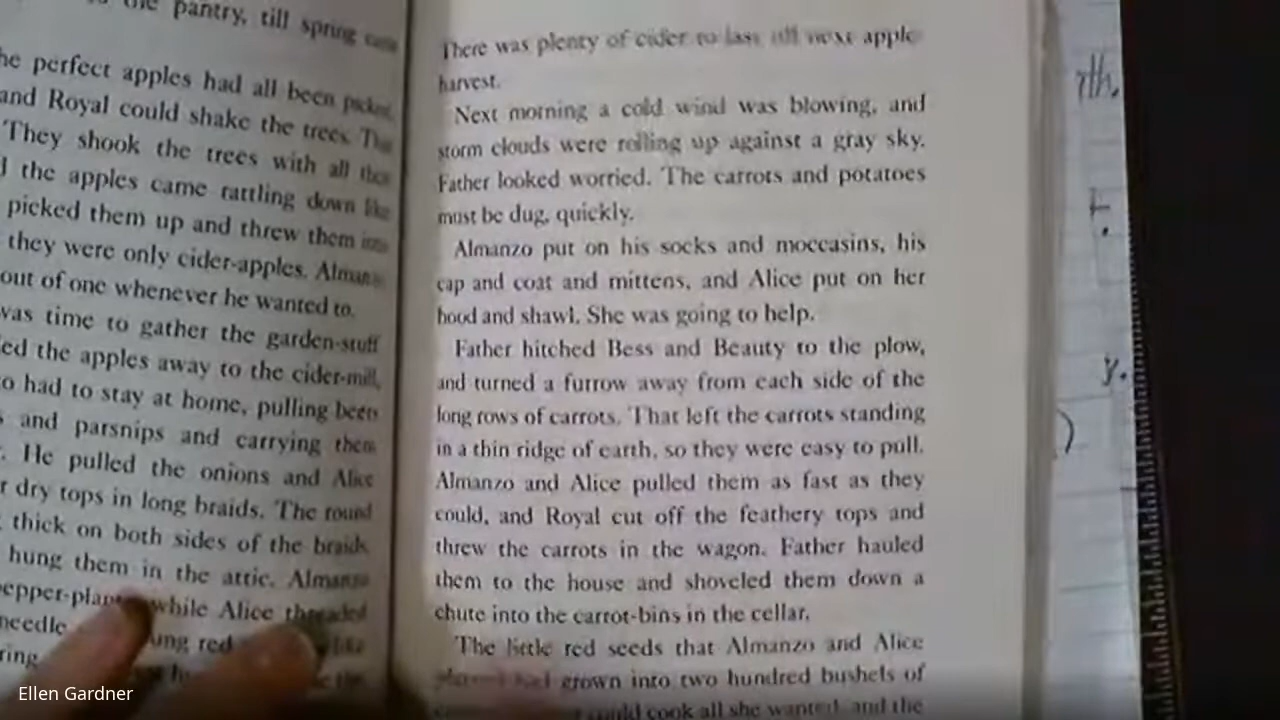 the pantry, till spring
he perfect apples had all been picked,
and Royal could shake the trees.
They shook the trees with all
the apples came rattling down like
picked them up and threw them into
they were only cider-apples. Almanzo
out of one whenever he wanted to.
was time to gather the garden-stuff
ed the apples away to the cider-mill,
o had to stay at home, pulling beets
s and parsnips and carrying them
. He pulled the onions and Alice
r dry tops in long braids. The round
thick on both sides of the braids,
hung them in the attic. Almanzo
epper-plants while Alice threaded
needle red like
ring
There was plenty of cider to last till next apple-
harvest.
Next morning a cold wind was blowing, and
storm clouds were rolling up against a gray sky.
Father looked worried. The carrots and potatoes
must be dug, quickly.
Almanzo put on his socks and moccasins, his
cap and coat and mittens, and Alice put on her
hood and shawl. She was going to help.
Father hitched Bess and Beauty to the plow,
and turned a furrow away from each side of the
long rows of carrots. That left the carrots standing
in a thin ridge of earth, so they were easy to pull.
Almanzo and Alice pulled them as fast as they
could, and Royal cut off the feathery tops and
threw the carrots in the wagon. Father hauled
them to the house and shoveled them down a
chute into the carrot-bins in the cellar.
The little red seeds that Almanzo and Alice
planted had grown into two hundred bushels of
could cook all she wanted, and the
7th.
t.
y.
)
Ellen Gardner